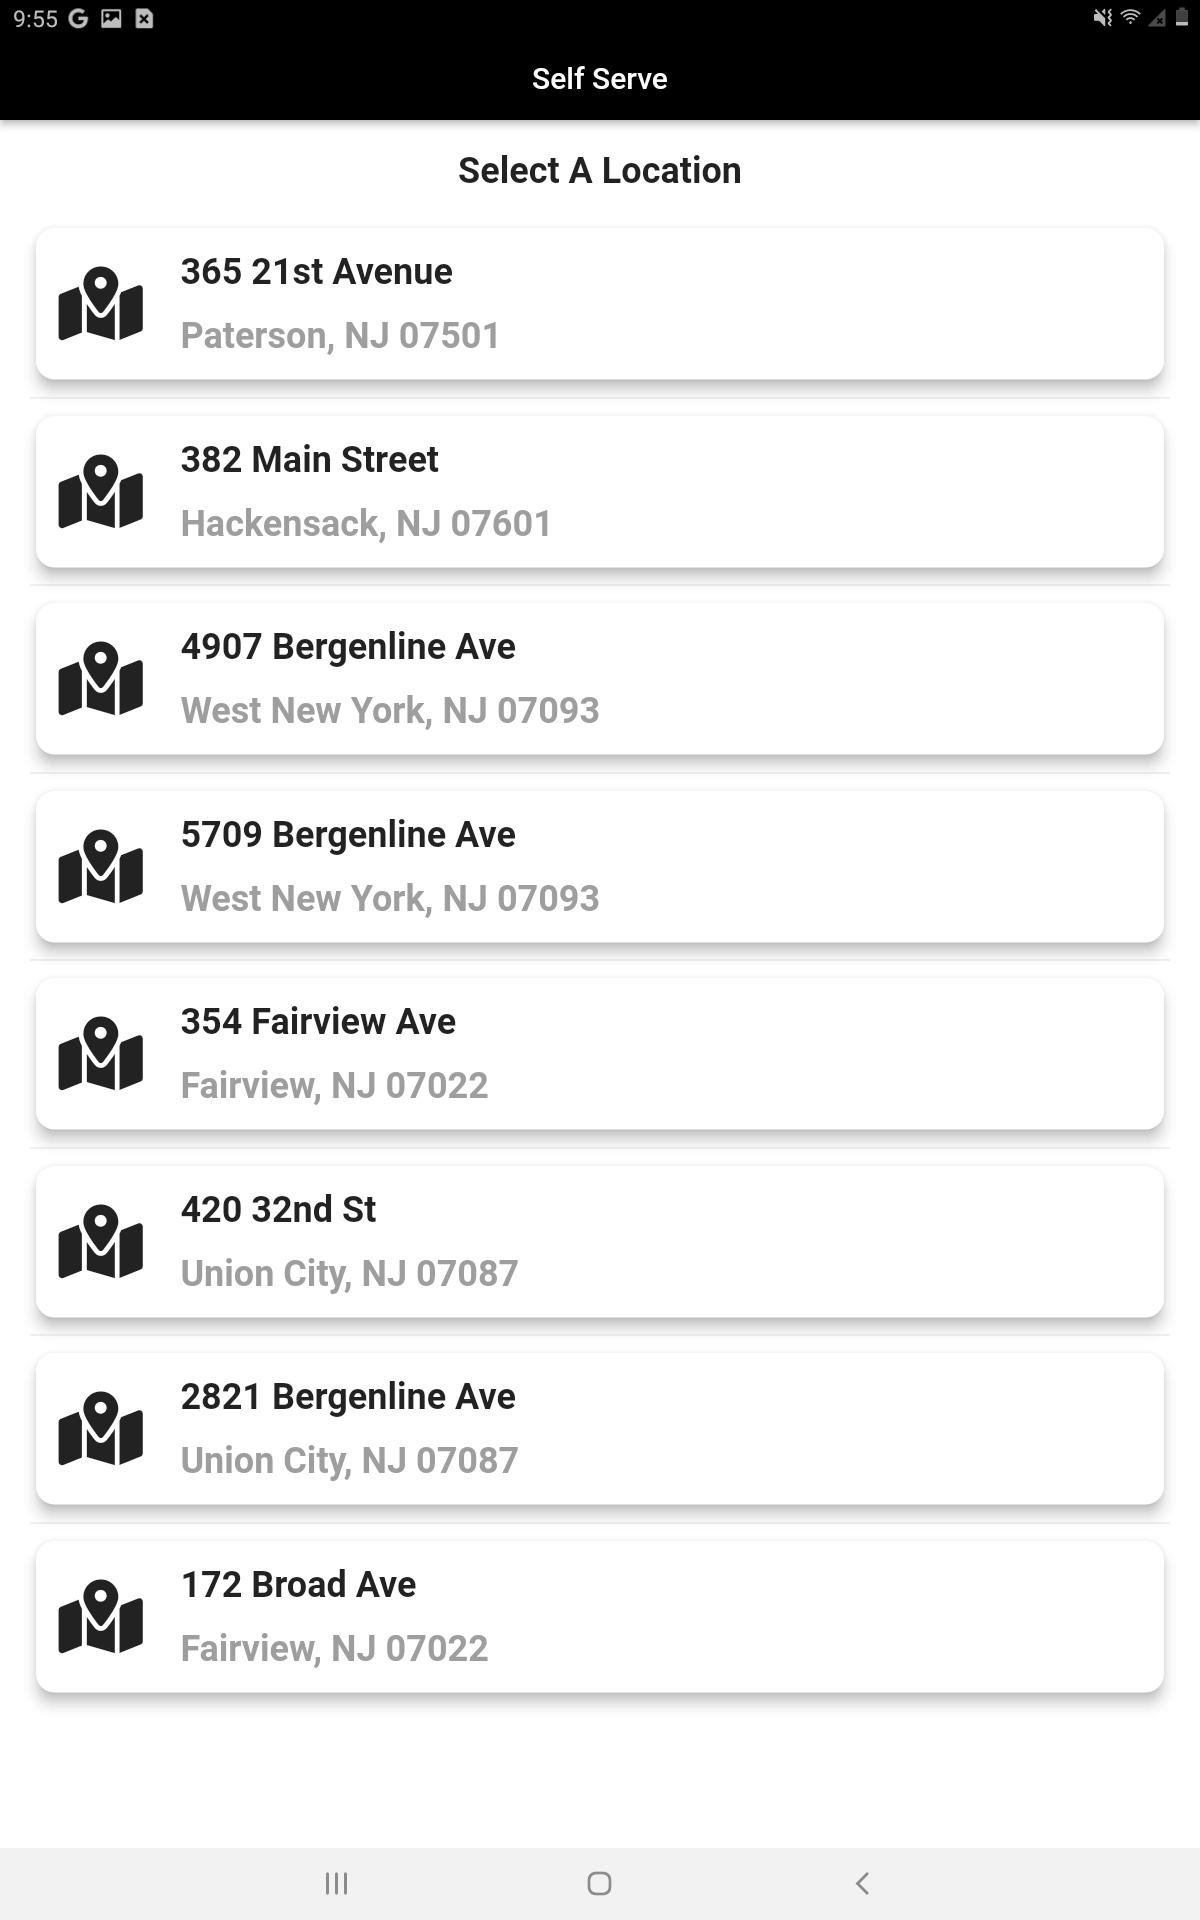 9:55
Self Serve
Select A Location
365 21st Avenue
Paterson, NJ 07501
382 Main Street
Hackensack, NJ 07601
4907 Bergenline Ave
West New York, NJ 07093
5709 Bergenline Ave
West New York, NJ 07093
354 Fairview Ave
Fairview, NJ 07022
420 32nd St
Union City, NJ 07087
2821 Bergenline Ave
Union City, NJ 07087
172 Broad Ave
Fairview, NJ 07022